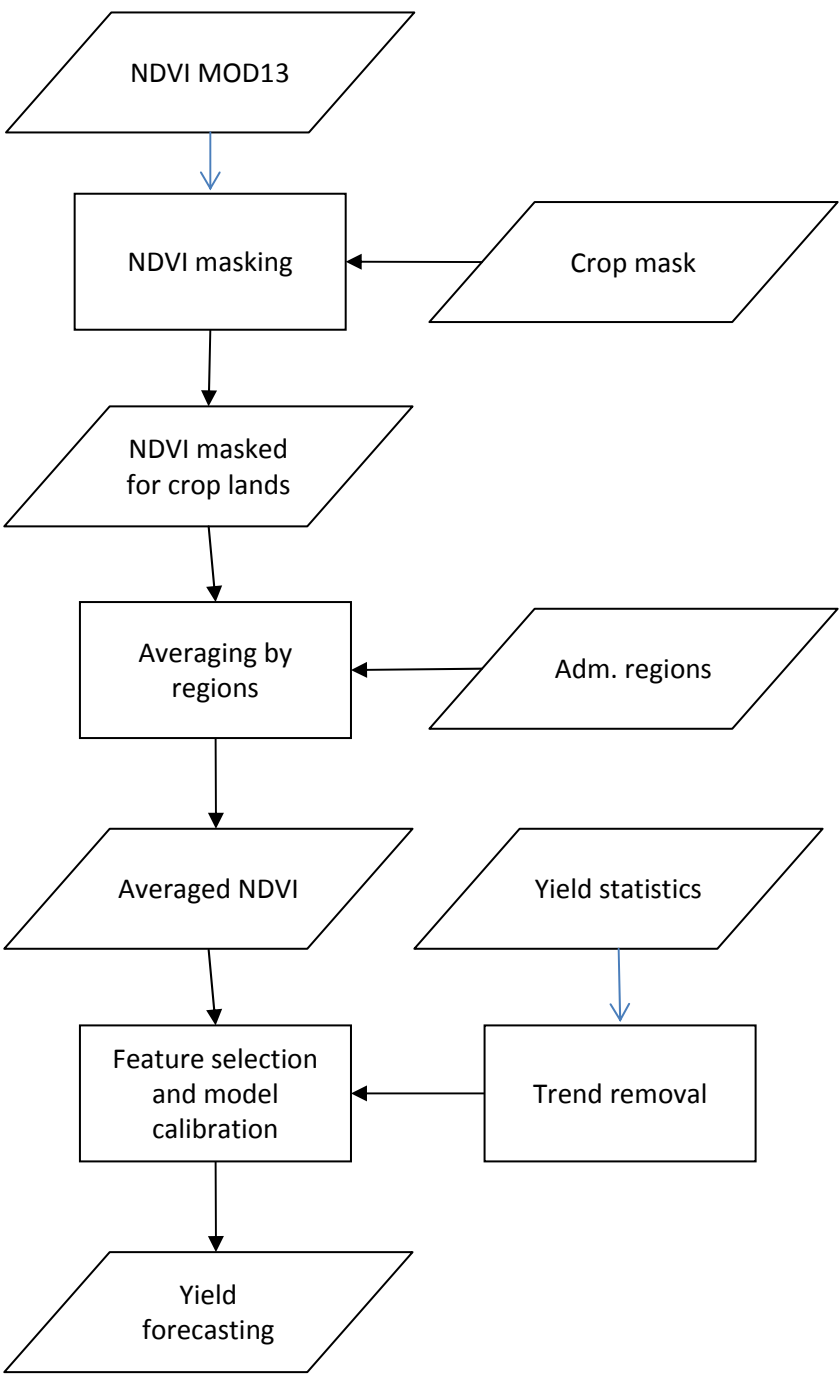 NDVI MOD13
NDVI masking
Crop mask
NDVI masked
for crop lands
Averaging by
regions
Adm. regions
Averaged NDVI
Yield statistics
Feature selection
and model
calibration
Trend removal
Yield
forecasting